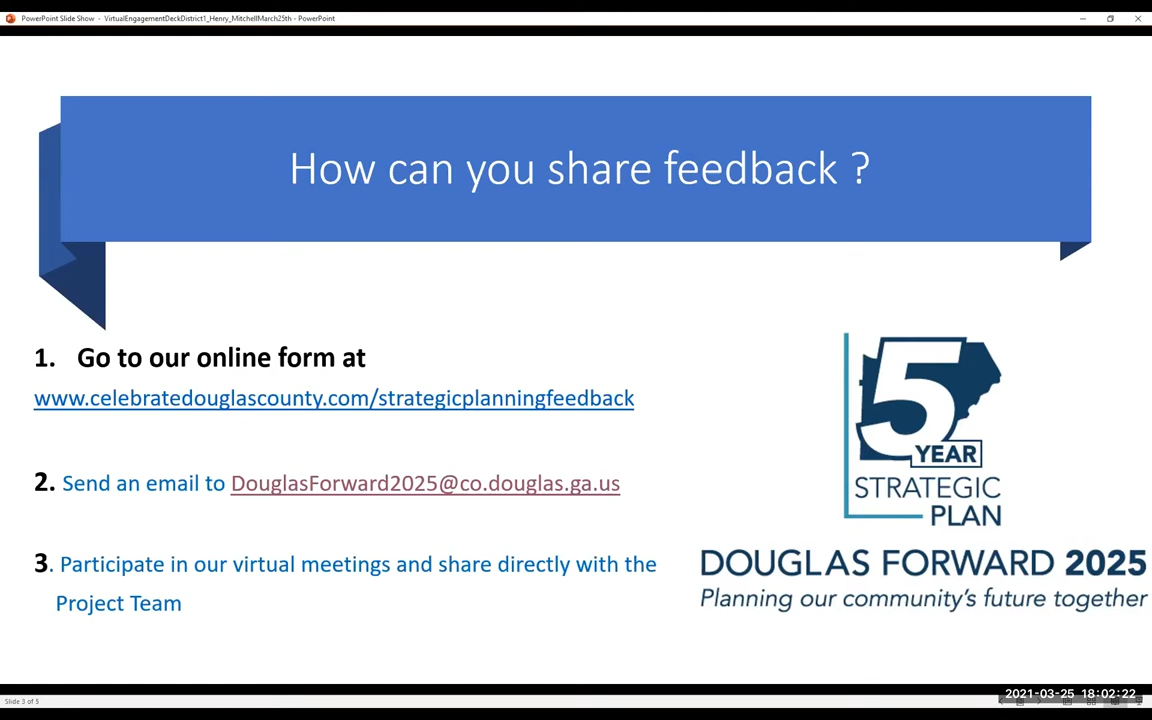 PowerPoint Slide Show - VirtualEngagementDeckDistrict1_Henry_MitchellMarch25th - PowerPoint
How can you share feedback ?
1. Go to our online form at
www.celebratedouglascounty.com/strategicplanningfeedback
2. Send an email to DouglasForward2025@co.douglas.ga.us
3. Participate in our virtual meetings and share directly with the
Project Team
5
YEAR
STRATEGIC
PLAN
DOUGLAS FORWARD 2025
Planning our community's future together
Slide 3 of 5
2021-03-25 18:02:22